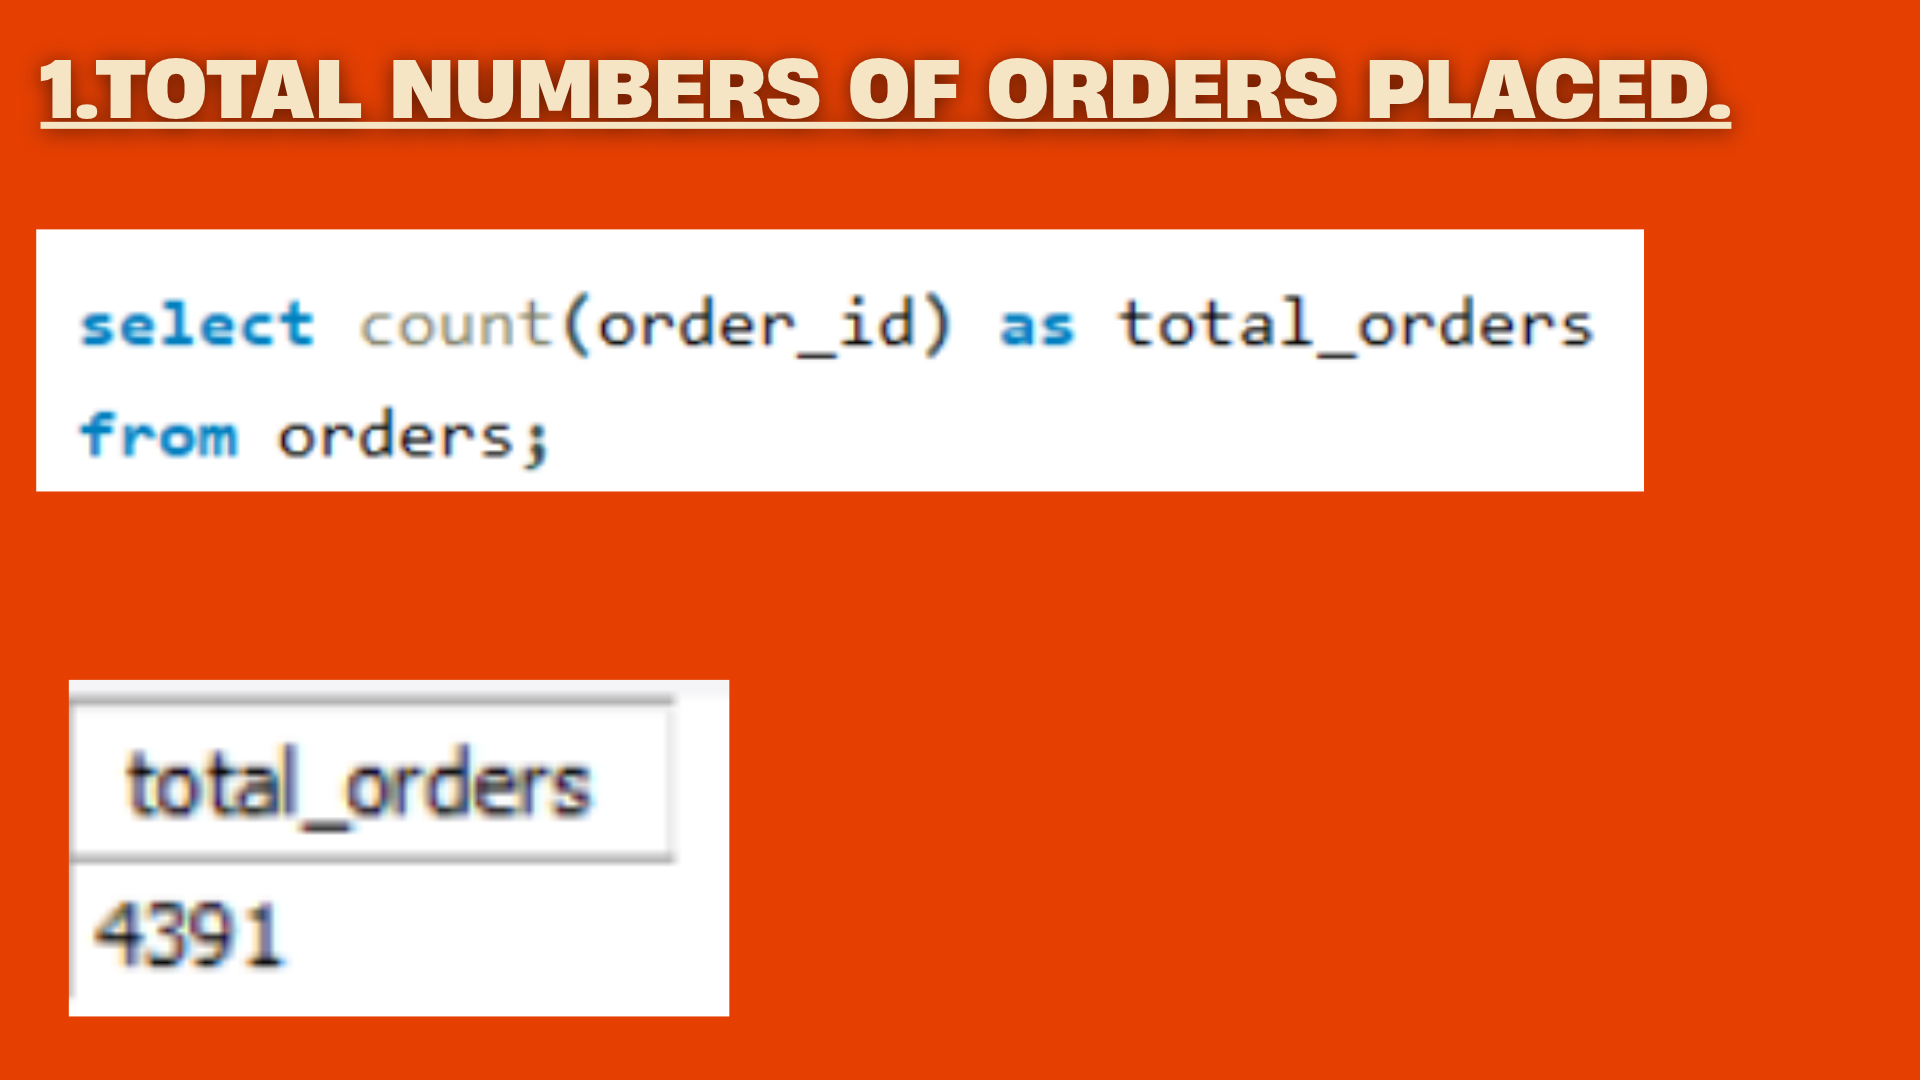 1.TOTAL NUMBERS OF ORDERS PLACED.
select count(order_id) as total_orders
from orders;
total_orders
4391